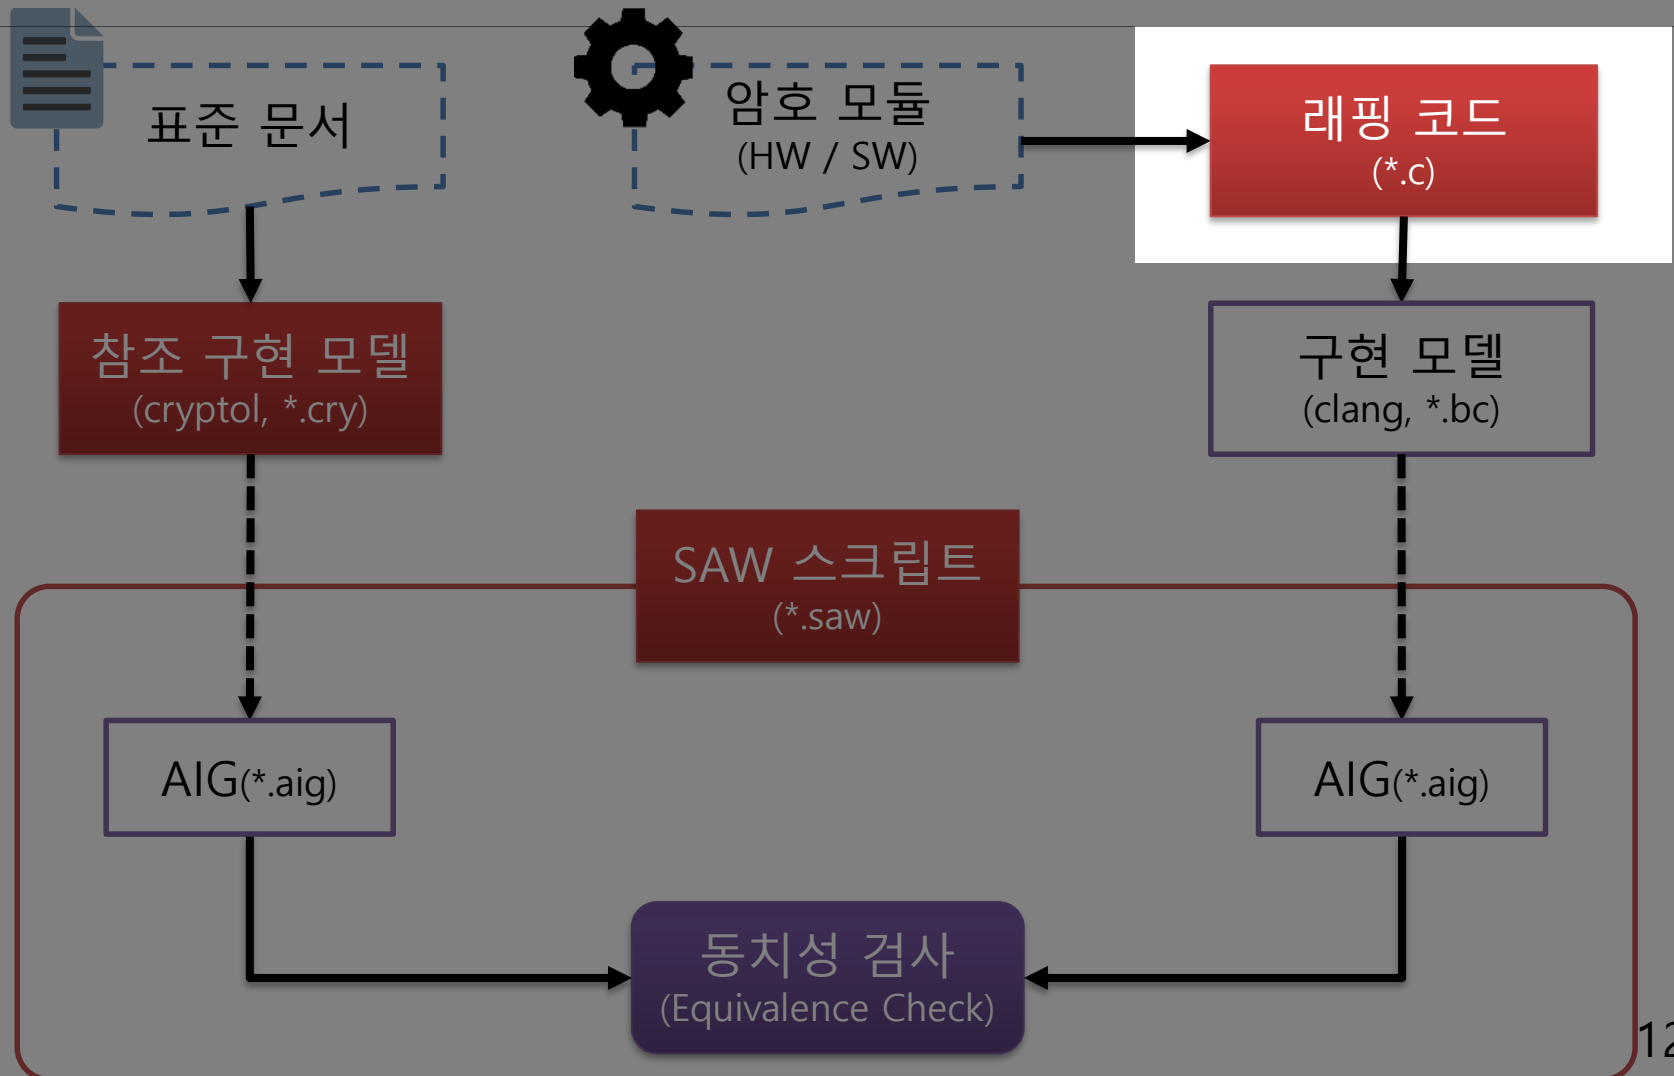 표준 문서
암호 모듈
(HW / SW)
래핑 코드
(*.c)
참조 구현 모델
(cryptol, *.cry)
구현 모델
(clang, *.bc)
SAW 스크립트
(*.saw)
AIG(*.aig)
AIG(*.aig)
동치성 검사
(Equivalence Check)
12